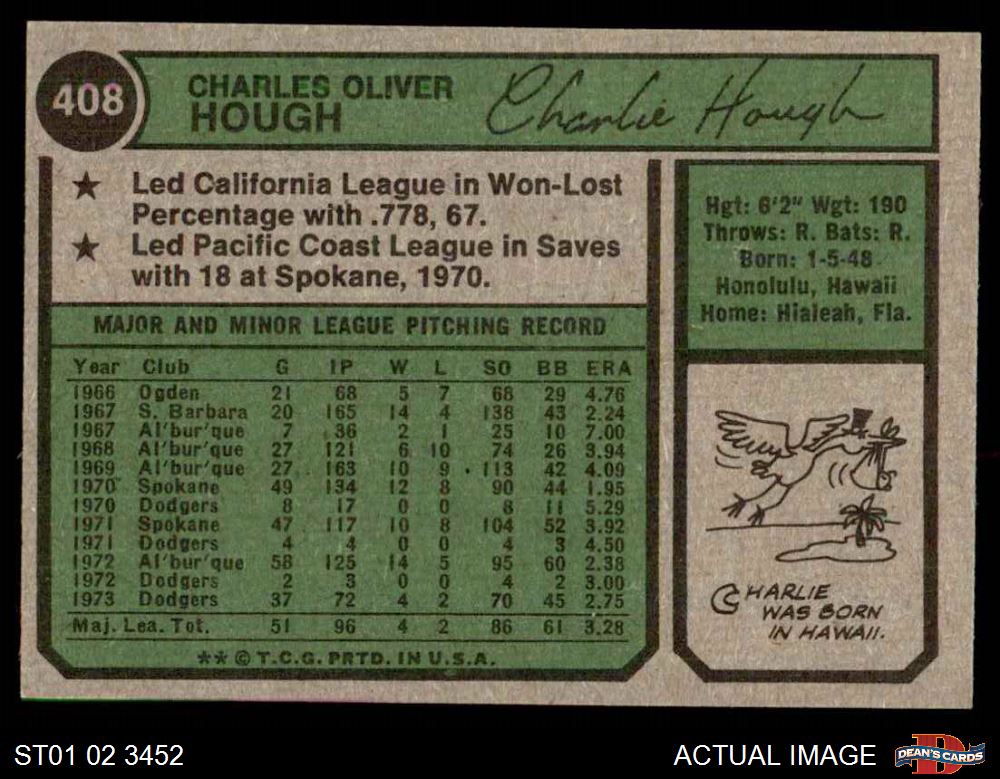 408
CHARLES OLIVER
HOUGH
Charlie Hough
★ Led California League in Won-Lost
Percentage with .778, 67.
★ Led Pacific Coast League in Saves
with 18 at Spokane, 1970.
Hgt: 6'2" Wgt: 190
Throws: R. Bats: R.
Born: 1-5-48
Honolulu, Hawaii
Home: Hialeah, Fla.
MAJOR AND MINOR LEAGUE PITCHING RECORD
Year Club G IP W L SO BB ERA
1966 Ogden 21 68 5 7 68 29 4.76
1967 S. Barbara 20 165 14 4 138 43 2.24
1967 Al'bur'que 7 36 2 1 25 10 7.00
1968 Al'bur'que 27 121 6 10 74 26 3.94
1969 Al'bur'que 27 163 10 9 113 42 4.09
1970 Spokane 49 134 12 8 90 44 1.95
1970 Dodgers 8 17 0 0 8 11 5.29
1971 Spokane 47 117 10 8 104 52 3.92
1971 Dodgers 4 4 0 0 4 3 4.50
1972 Al'bur'que 58 125 14 5 95 60 2.38
1972 Dodgers 2 3 0 0 4 2 3.00
1973 Dodgers 37 72 4 2 70 45 2.75
Maj. Lea. Tot. 51 96 4 2 86 61 3.28
** © T.C.G. PRTD. IN U.S.A.
CHARLIE
WAS BORN
IN HAWAII.
ST01 02 3452
ACTUAL IMAGE
D
DEAN'S CARDS